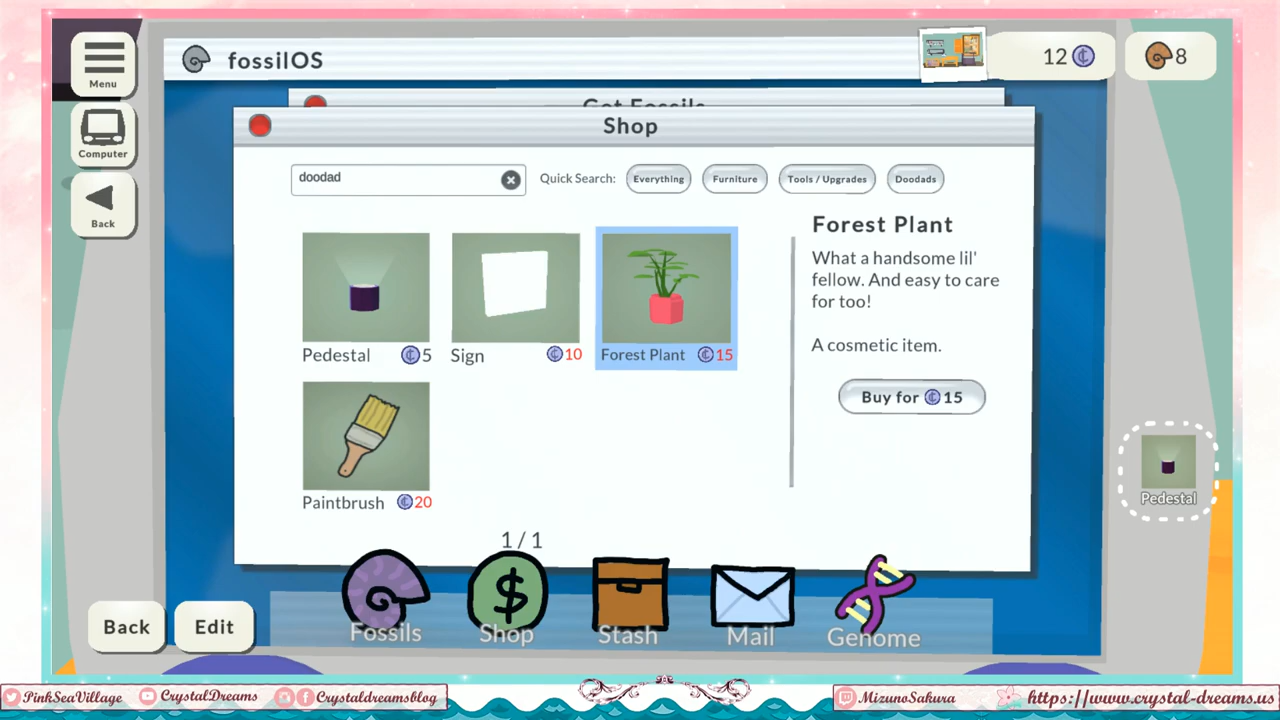 Menu
fossilOS
12
8
Computer
Get Fossils
Shop
Back
doodad
Quick Search:
Everything
Furniture
Tools / Upgrades
Doodads
Forest Plant
What a handsome lil'
fellow. And easy to care
for too!
A cosmetic item.
Buy for ₵ 15
Pedestal ₵5
Sign ₵10
Forest Plant ₵15
Paintbrush ₵20
Pedestal
1 / 1
Back
Edit
Fossils
Shop
Stash
Mail
Genome
PinkSeaVillage
CrystalDreams
Crystaldreamsblog
MizunoSakura
https://www.crystal-dreams.us